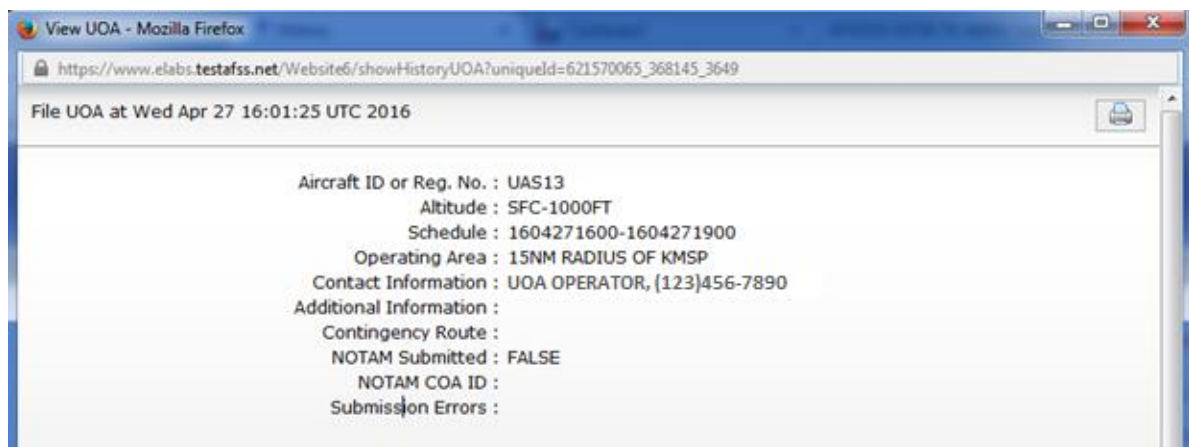 View UOA - Mozilla Firefox
https://www.elabs.testafss.net/Website6/showHistoryUOA?uniqueId=621570065_368145_3649
File UOA at Wed Apr 27 16:01:25 UTC 2016
Aircraft ID or Reg. No. : UAS13
Altitude : SFC-1000FT
Schedule : 1604271600-1604271900
Operating Area : 15NM RADIUS OF KMSP
Contact Information : UOA OPERATOR, (123)456-7890
Additional Information :
Contingency Route :
NOTAM Submitted : FALSE
NOTAM COA ID :
Submission Errors :